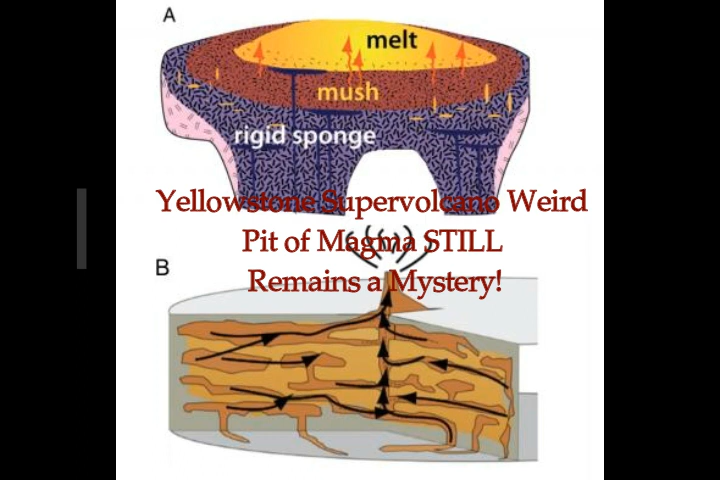 A
melt
mush
rigid sponge
Yellowstone Supervolcano Weird
Pit of Magma STILL
Remains a Mystery!
B